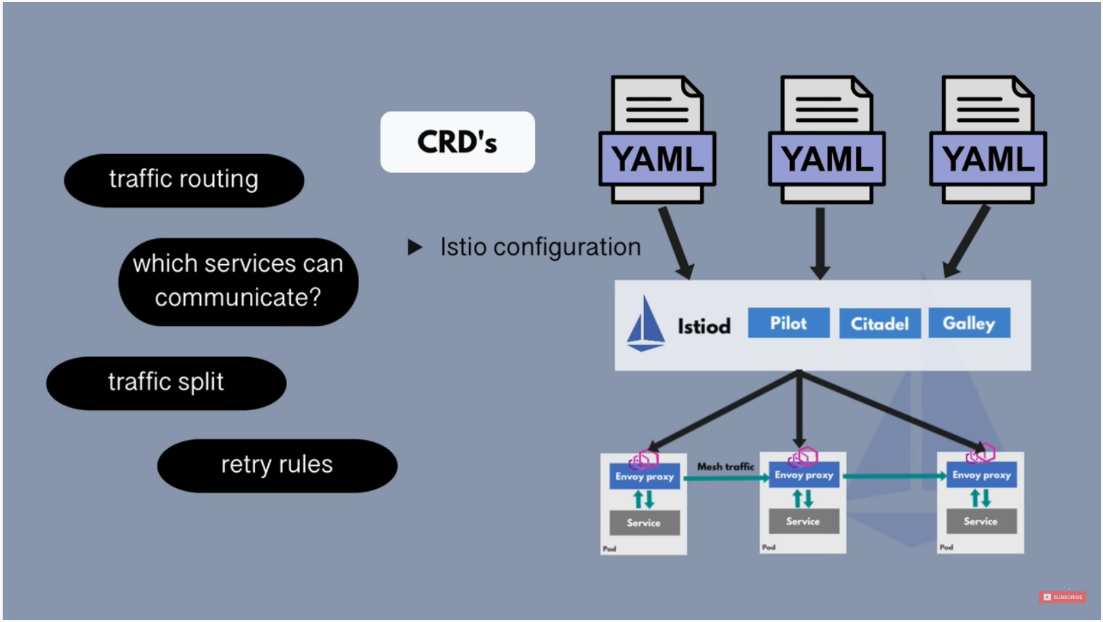 CRD's
YAML
YAML
YAML
traffic routing
which services can
communicate?
traffic split
retry rules
► Istio configuration
Istiod
Pilot
Citadel
Galley
Envoy proxy
Service
Pod
Mesh traffic
Envoy proxy
Service
Pod
Envoy proxy
Service
Pod
SUBSCRIBE